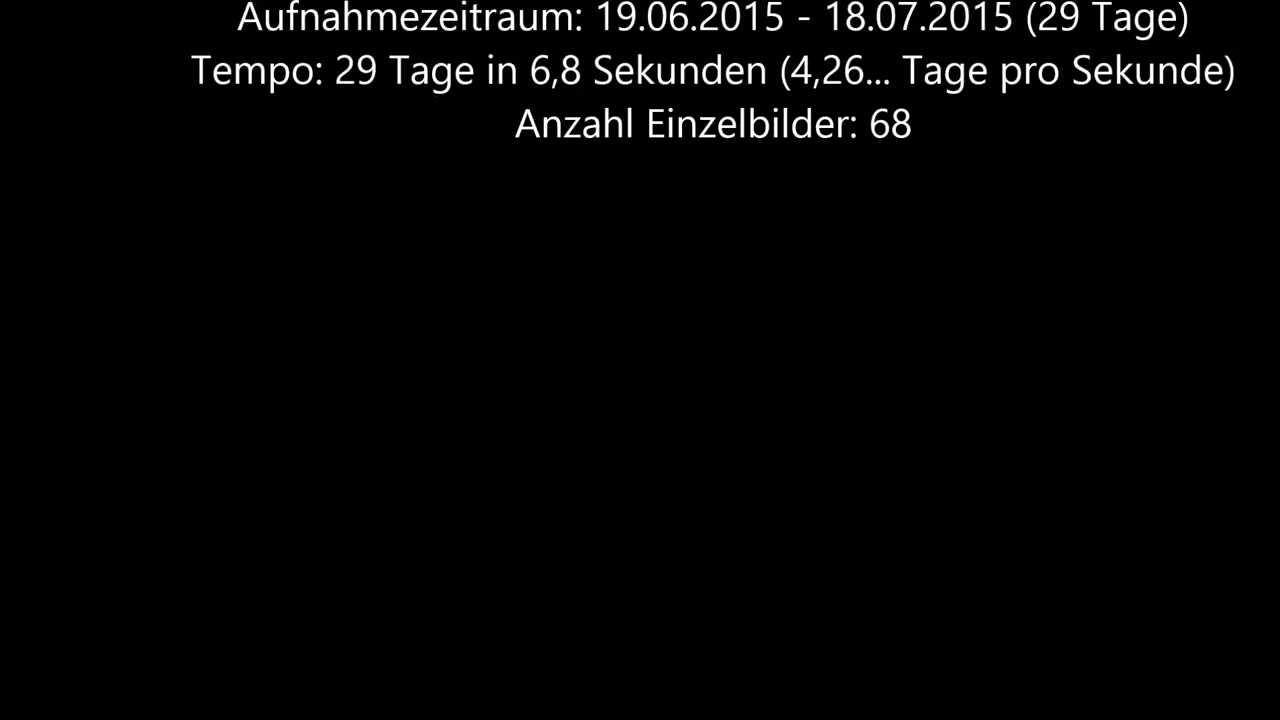 Aufnahmezeitraum: 19.06.2015 - 18.07.2015 (29 Tage)
Tempo: 29 Tage in 6,8 Sekunden (4,26... Tage pro Sekunde)
Anzahl Einzelbilder: 68